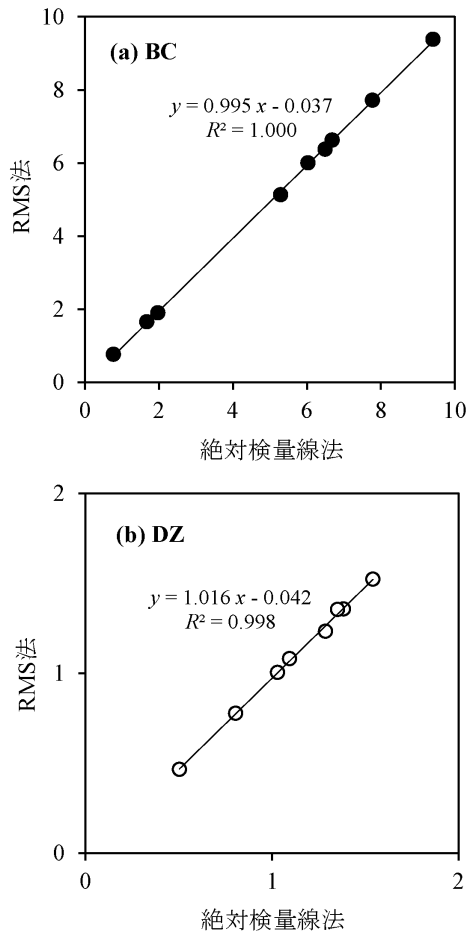 10
(a) BC
8
y = 0.995 x - 0.037
R² = 1.000
6
RMS法
4
2
0
0 2 4 6 8 10
絶対検量線法
2
(b) DZ
y = 1.016 x - 0.042
R² = 0.998
1
RMS法
0
0 1 2
絶対検量線法